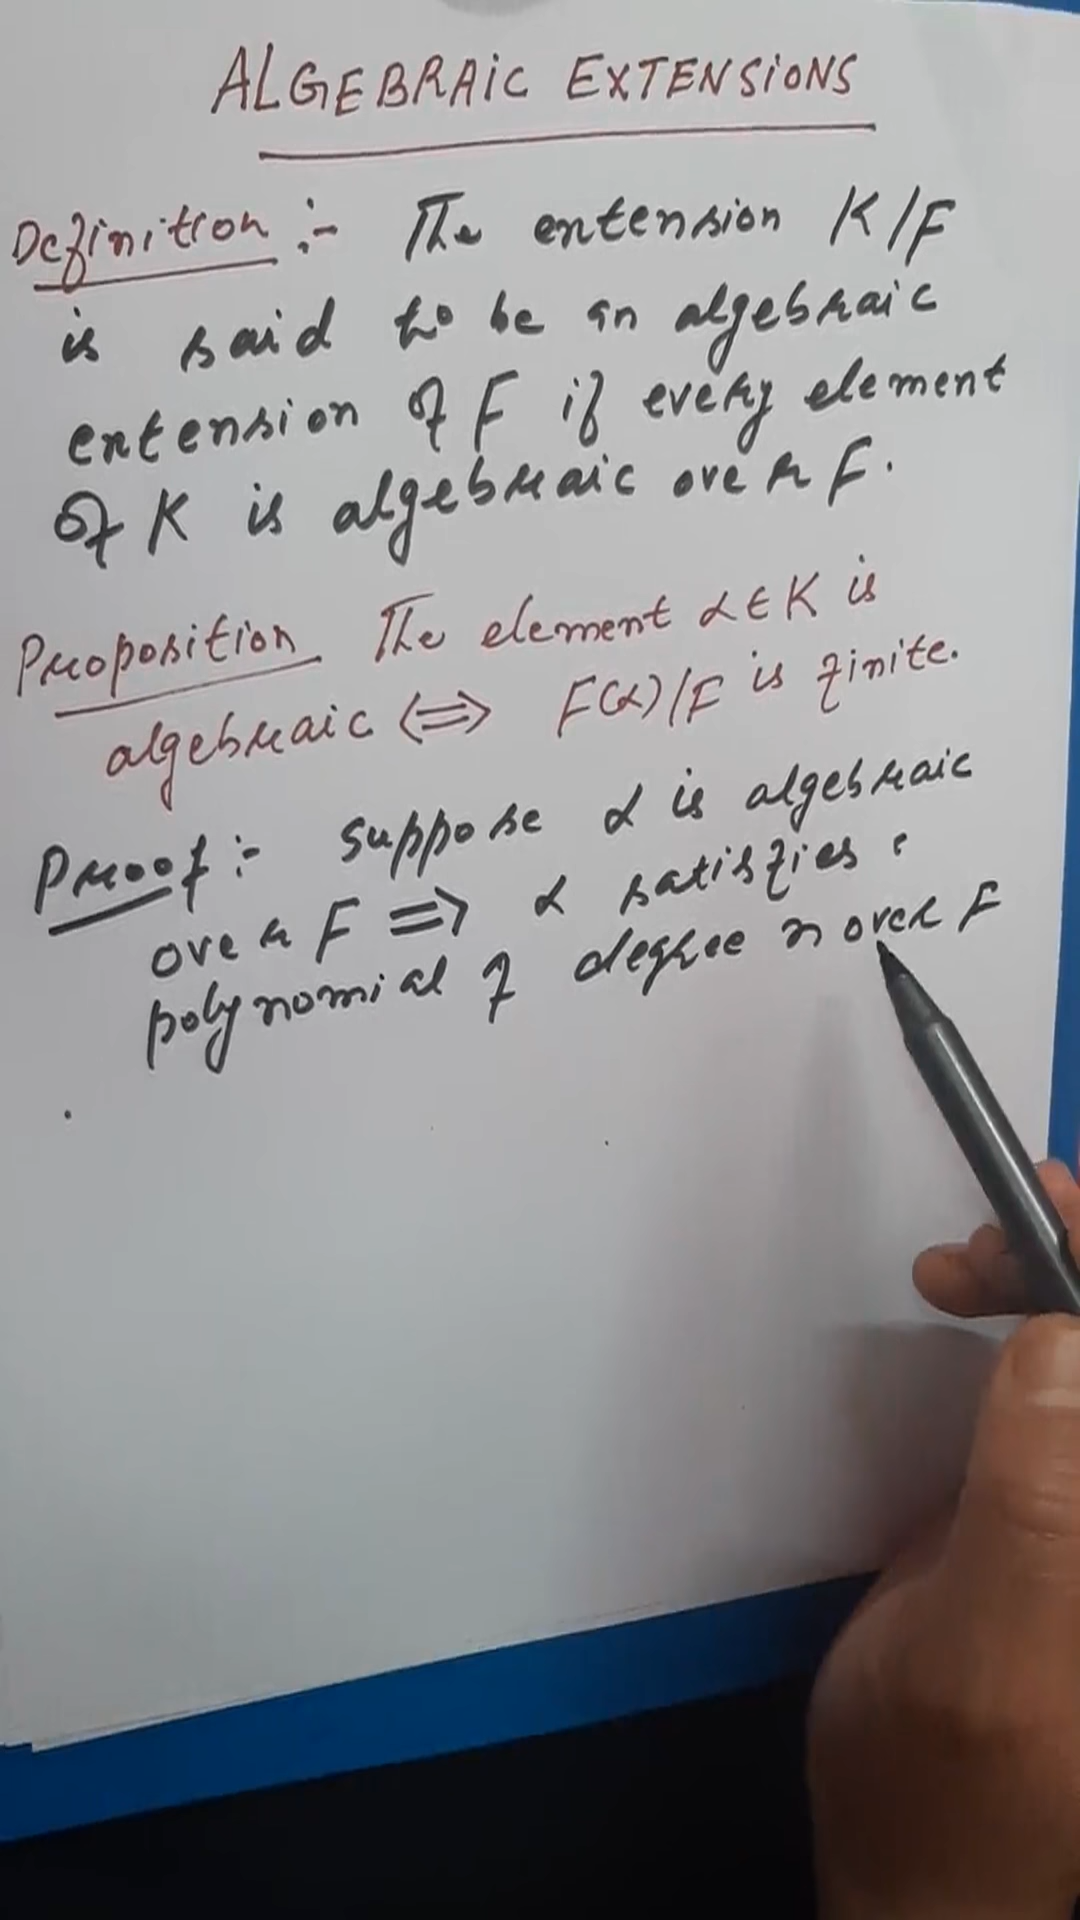 ALGEBRAIC EXTENSIONS
Definition :- The extension K/F
is said to be an algebraic
extension of F if every element
of K is algebraic over F.
Proposition The element α∈K is
algebraic <=> F(α)/F is finite.
Proof :- suppose α is algebraic
over F => α satisfies
polynomial of degree n over F